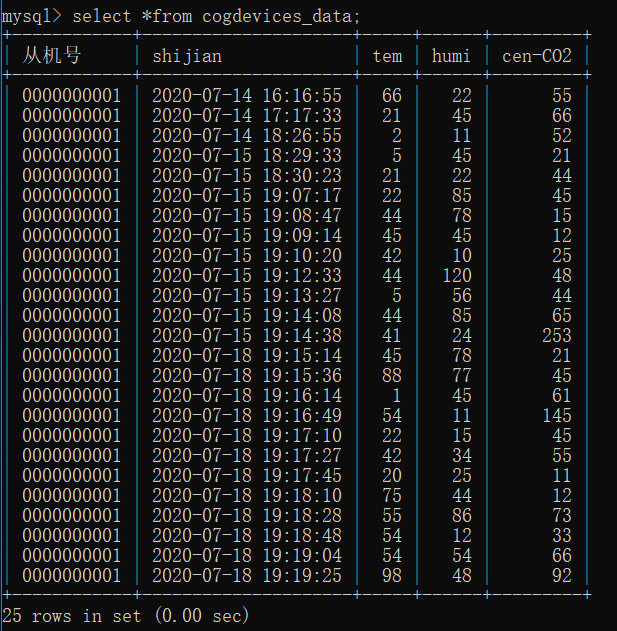 mysql> select *from cogdevices_data;
+------------+---------------------+-----+------+---------+
| 从机号 | shijian | tem | humi | cen-CO2 |
+------------+---------------------+-----+------+---------+
| 0000000001 | 2020-07-14 16:16:55 | 66 | 22 | 55 |
| 0000000001 | 2020-07-14 17:17:33 | 21 | 45 | 66 |
| 0000000001 | 2020-07-14 18:26:55 | 2 | 11 | 52 |
| 0000000001 | 2020-07-15 18:29:33 | 5 | 45 | 21 |
| 0000000001 | 2020-07-15 18:30:23 | 21 | 22 | 44 |
| 0000000001 | 2020-07-15 19:07:17 | 22 | 85 | 45 |
| 0000000001 | 2020-07-15 19:08:47 | 44 | 78 | 15 |
| 0000000001 | 2020-07-15 19:09:14 | 45 | 45 | 12 |
| 0000000001 | 2020-07-15 19:10:20 | 42 | 10 | 25 |
| 0000000001 | 2020-07-15 19:12:33 | 44 | 120 | 48 |
| 0000000001 | 2020-07-15 19:13:27 | 5 | 56 | 44 |
| 0000000001 | 2020-07-15 19:14:08 | 44 | 85 | 65 |
| 0000000001 | 2020-07-15 19:14:38 | 41 | 24 | 253 |
| 0000000001 | 2020-07-18 19:15:14 | 45 | 78 | 21 |
| 0000000001 | 2020-07-18 19:15:36 | 88 | 77 | 45 |
| 0000000001 | 2020-07-18 19:16:14 | 1 | 45 | 61 |
| 0000000001 | 2020-07-18 19:16:49 | 54 | 11 | 145 |
| 0000000001 | 2020-07-18 19:17:10 | 22 | 15 | 45 |
| 0000000001 | 2020-07-18 19:17:27 | 42 | 34 | 55 |
| 0000000001 | 2020-07-18 19:17:45 | 20 | 25 | 11 |
| 0000000001 | 2020-07-18 19:18:10 | 75 | 44 | 12 |
| 0000000001 | 2020-07-18 19:18:28 | 55 | 86 | 73 |
| 0000000001 | 2020-07-18 19:18:48 | 54 | 12 | 33 |
| 0000000001 | 2020-07-18 19:19:04 | 54 | 54 | 66 |
| 0000000001 | 2020-07-18 19:19:25 | 98 | 48 | 92 |
+------------+---------------------+-----+------+---------+
25 rows in set (0.00 sec)